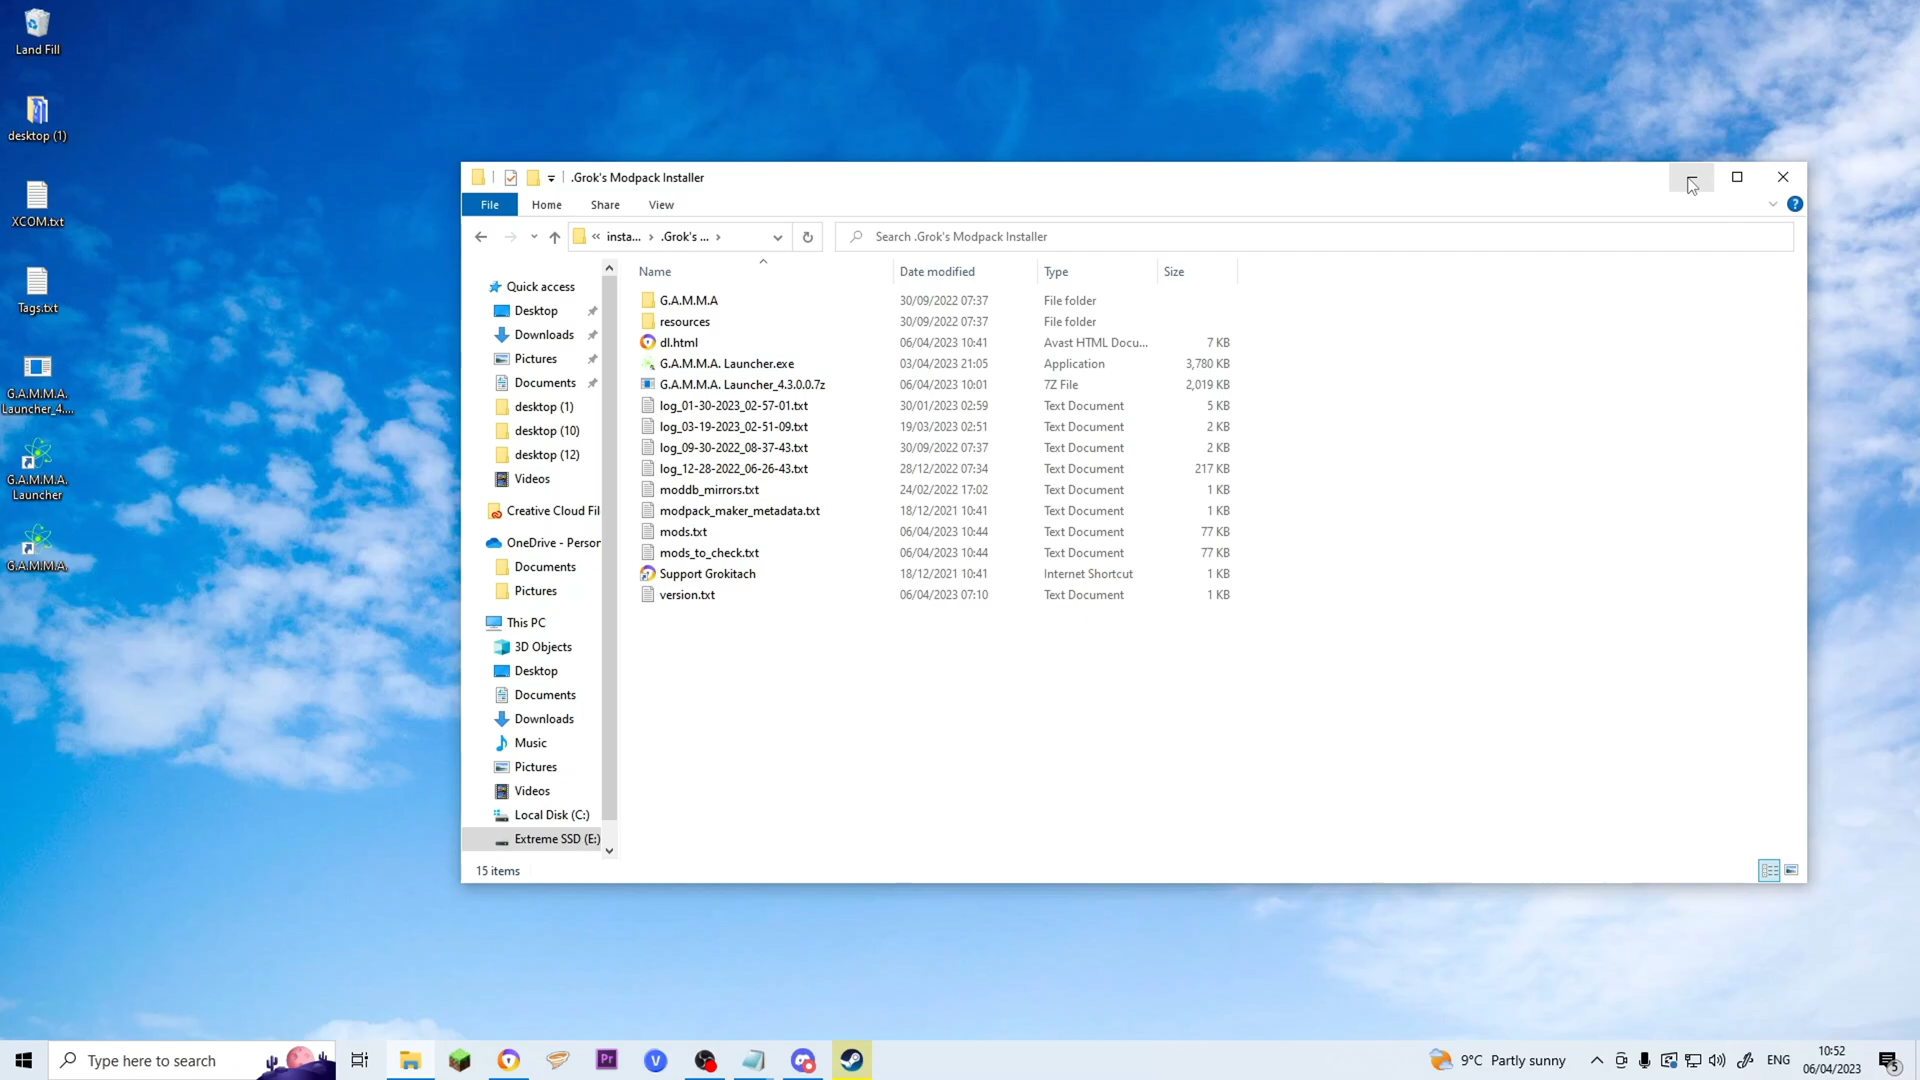 Land Fill
desktop (1)
XCOM.txt
Tags.txt
G.A.M.M.A.
Launcher_4....
G.A.M.M.A.
Launcher
G.A.M.M.A.
.Grok's Modpack Installer
File Home Share View
« insta... › .Grok's ... ›
Search .Grok's Modpack Installer
Name Date modified Type Size
Quick access
Desktop
Downloads
Pictures
Documents
desktop (1)
desktop (10)
desktop (12)
Videos
Creative Cloud Fil
OneDrive - Person
Documents
Pictures
This PC
3D Objects
Desktop
Documents
Downloads
Music
Pictures
Videos
Local Disk (C:)
Extreme SSD (E:)
G.A.M.M.A 30/09/2022 07:37 File folder
resources 30/09/2022 07:37 File folder
dl.html 06/04/2023 10:41 Avast HTML Docu... 7 KB
G.A.M.M.A. Launcher.exe 03/04/2023 21:05 Application 3,780 KB
G.A.M.M.A. Launcher_4.3.0.0.7z 06/04/2023 10:01 7Z File 2,019 KB
log_01-30-2023_02-57-01.txt 30/01/2023 02:59 Text Document 5 KB
log_03-19-2023_02-51-09.txt 19/03/2023 02:51 Text Document 2 KB
log_09-30-2022_08-37-43.txt 30/09/2022 07:37 Text Document 2 KB
log_12-28-2022_06-26-43.txt 28/12/2022 07:34 Text Document 217 KB
moddb_mirrors.txt 24/02/2022 17:02 Text Document 1 KB
modpack_maker_metadata.txt 18/12/2021 10:41 Text Document 1 KB
mods.txt 06/04/2023 10:44 Text Document 77 KB
mods_to_check.txt 06/04/2023 10:44 Text Document 77 KB
Support Grokitach 18/12/2021 10:41 Internet Shortcut 1 KB
version.txt 06/04/2023 07:10 Text Document 1 KB
15 items
Type here to search
Pr
V
9°C Partly sunny
ENG
10:52
06/04/2023
5